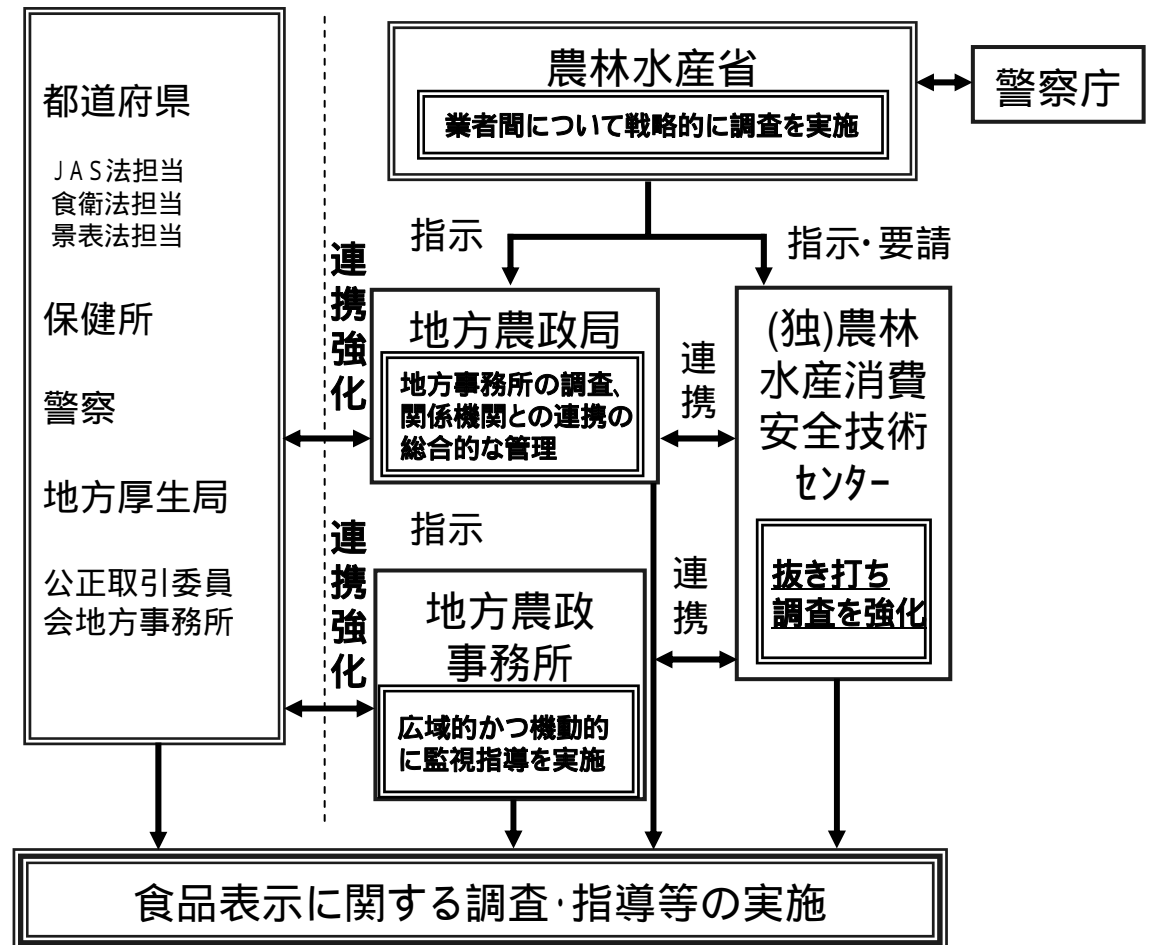 都道府県
JAS法担当
食衛法担当
景表法担当
保健所
警察
地方厚生局
公正取引委員
会地方事務所
農林水産省
業者間について戦略的に調査を実施
警察庁
指示
指示・要請
連携強化
地方農政局
地方事務所の調査、
関係機関との連携の
総合的な管理
連携
(独)農林
水産消費
安全技術
センター
抜き打ち
調査を強化
指示
連携強化
地方農政
事務所
広域的かつ機動的
に監視指導を実施
連携
食品表示に関する調査・指導等の実施